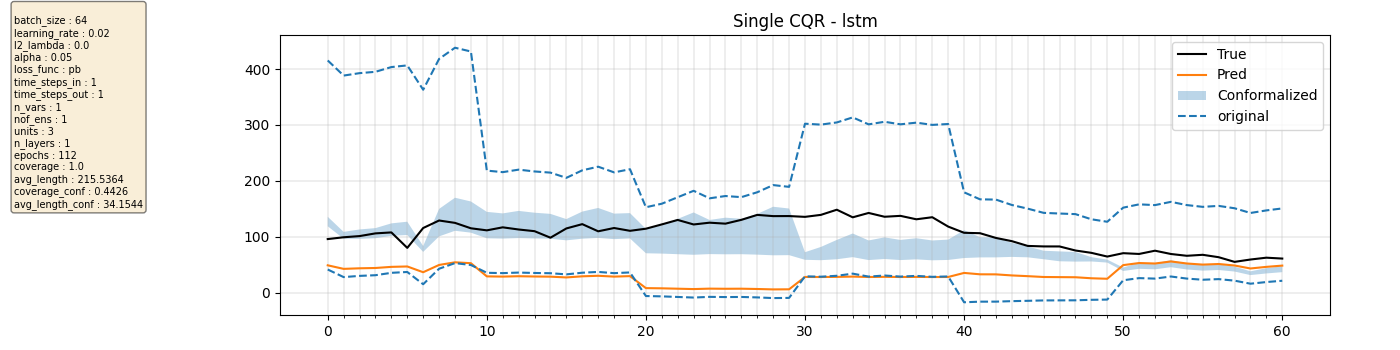 batch_size : 64
learning_rate : 0.02
l2_lambda : 0.0
alpha : 0.05
loss_func : pb
time_steps_in : 1
time_steps_out : 1
n_vars : 1
nof_ens : 1
units : 3
n_layers : 1
epochs : 112
coverage : 1.0
avg_length : 215.5364
coverage_conf : 0.4426
avg_length_conf : 34.1544
Single CQR - lstm
True
Pred
Conformalized
original
400
300
200
100
0
0 10 20 30 40 50 60